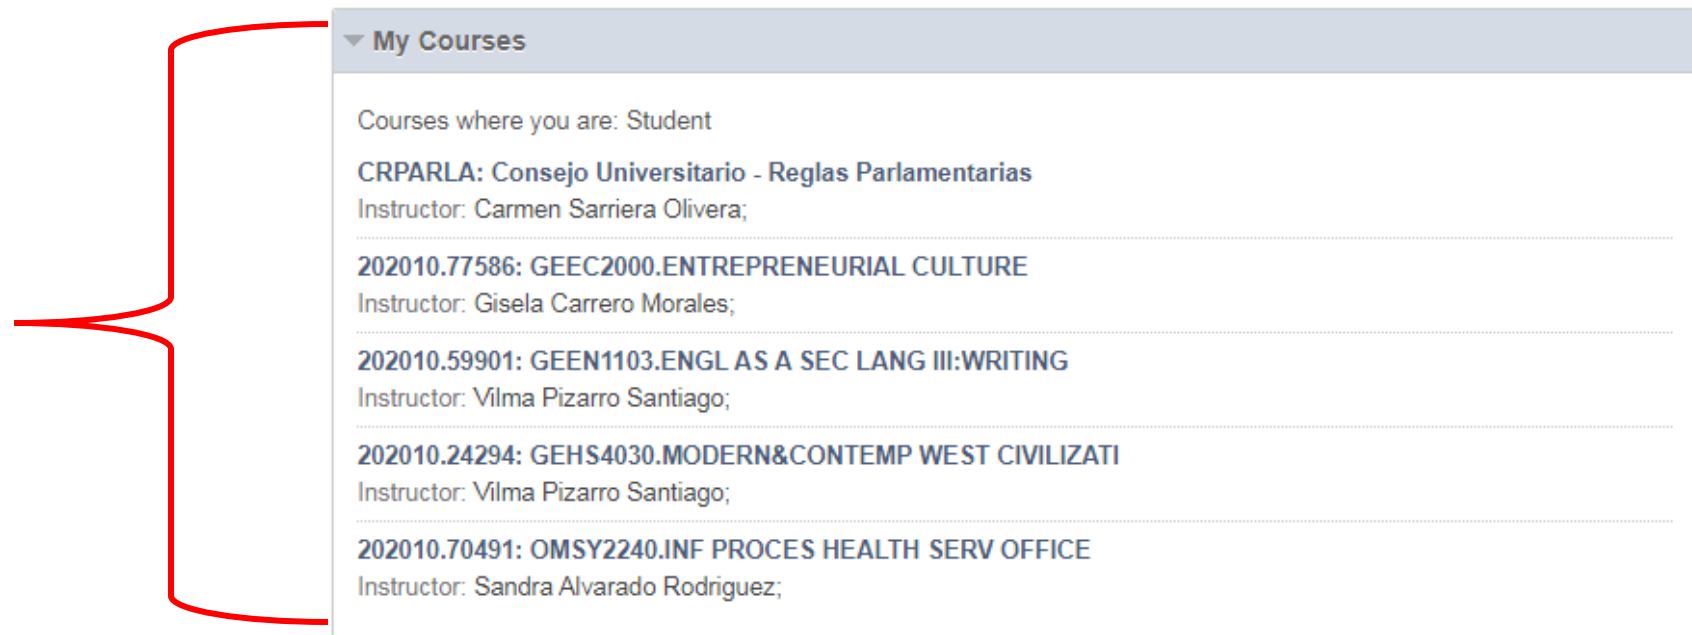 My Courses
Courses where you are: Student
CRPARLA: Consejo Universitario - Reglas Parlamentarias
Instructor: Carmen Sarriera Olivera;
202010.77586: GEEC2000.ENTREPRENEURIAL CULTURE
Instructor: Gisela Carrero Morales;
202010.59901: GEEN1103.ENGL AS A SEC LANG III:WRITING
Instructor: Vilma Pizarro Santiago;
202010.24294: GEHS4030.MODERN&CONTEMP WEST CIVILIZATI
Instructor: Vilma Pizarro Santiago;
202010.70491: OMSY2240.INF PROCES HEALTH SERV OFFICE
Instructor: Sandra Alvarado Rodriguez;